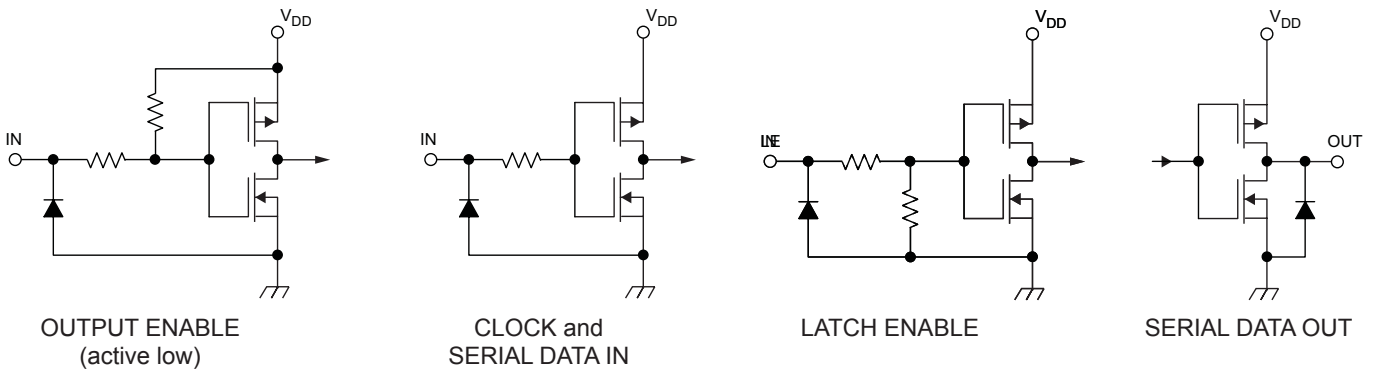 VDD
IN
OUTPUT ENABLE
(active low)
VDD
IN
CLOCK and
SERIAL DATA IN
VDD
LATCH ENABLE
VDD
OUT
SERIAL DATA OUT